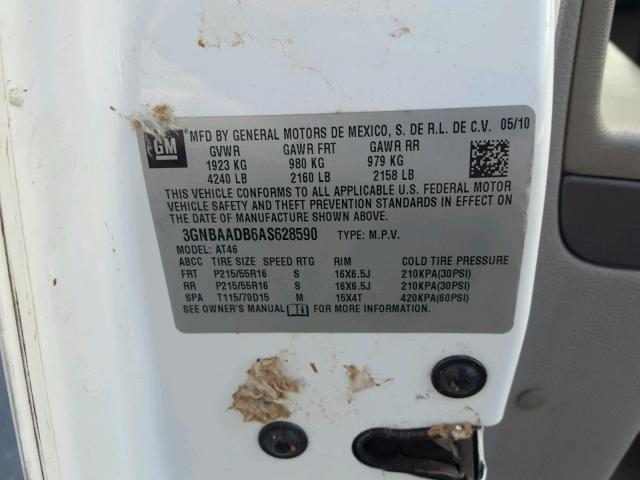 GM MFD BY GENERAL MOTORS DE MEXICO, S. DE R.L. DE C.V. 05/10
GVWR GAWR FRT GAWR RR
1923 KG 980 KG 979 KG
4240 LB 2160 LB 2158 LB
THIS VEHICLE CONFORMS TO ALL APPLICABLE U.S. FEDERAL MOTOR
VEHICLE SAFETY AND THEFT PREVENTION STANDARDS IN EFFECT ON
THE DATE OF MANUFACTURE SHOWN ABOVE.
3GNBAADB6AS628590 TYPE: M.P.V.
MODEL: AT46
ABCC TIRE SIZE SPEED RTG RIM COLD TIRE PRESSURE
FRT P215/55R16 S 16X6.5J 210KPA(30PSI)
RR P215/55R16 S 16X6.5J 210KPA(30PSI)
SPA T115/70D15 M 15X4T 420KPA(60PSI)
SEE OWNER'S MANUAL FOR MORE INFORMATION.